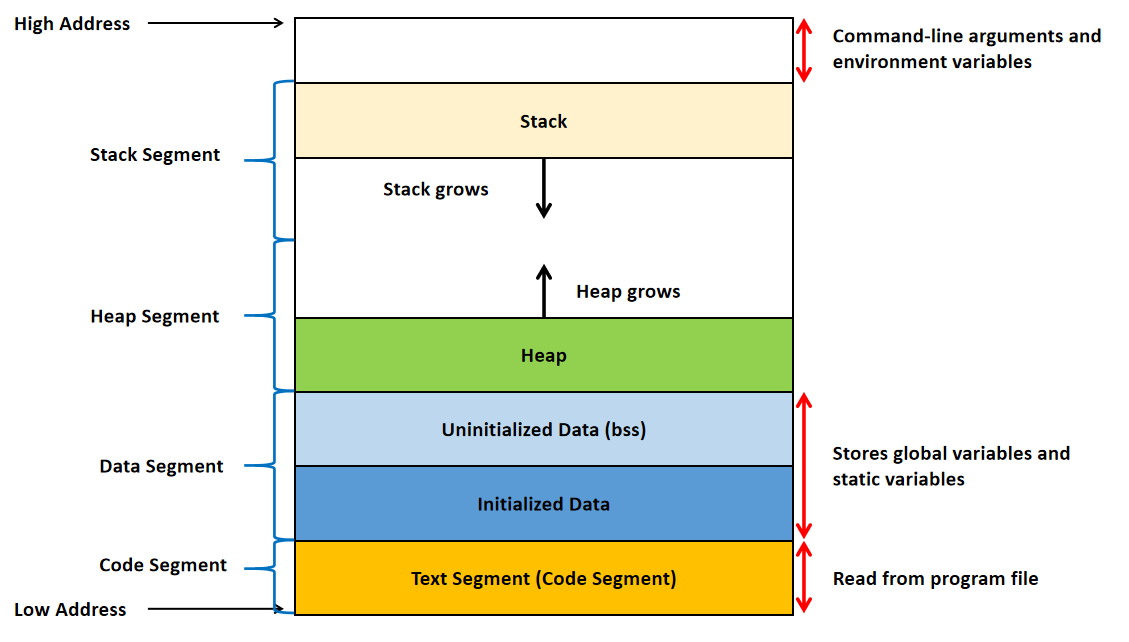 High Address
Command-line arguments and
environment variables
Stack
Stack Segment
Stack grows
Heap grows
Heap Segment
Heap
Uninitialized Data (bss)
Data Segment
Stores global variables and
static variables
Initialized Data
Code Segment
Text Segment (Code Segment)
Read from program file
Low Address